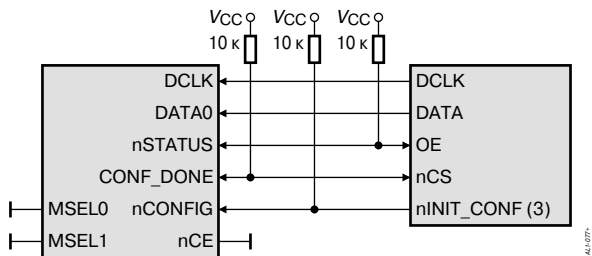 VCC VCC VCC
10 к 10 к 10 к
DCLK DCLK
DATA0 DATA
nSTATUS OE
CONF_DONE nCS
MSEL0 nCONFIG nINIT_CONF (3)
MSEL1 nCE